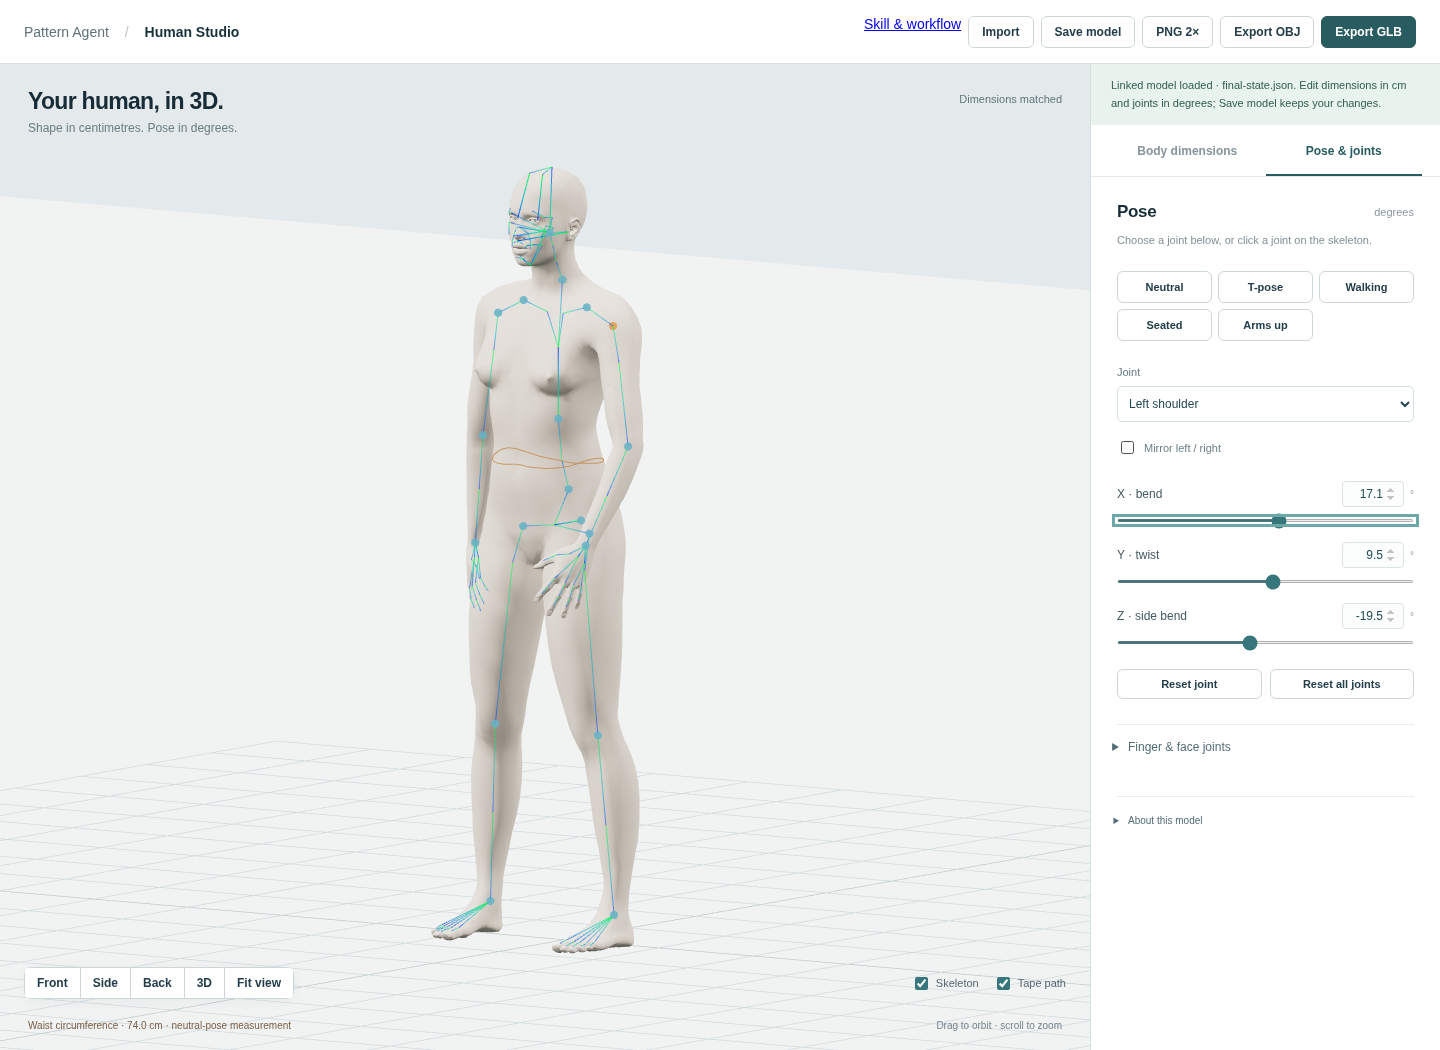 Pattern Agent / Human Studio
Skill & workflow
Import
Save model
PNG 2×
Export OBJ
Export GLB
Your human, in 3D.
Shape in centimetres. Pose in degrees.
Dimensions matched
Linked model loaded · final-state.json. Edit dimensions in cm
and joints in degrees; Save model keeps your changes.
Body dimensions
Pose & joints
Pose
degrees
Choose a joint below, or click a joint on the skeleton.
Neutral
T-pose
Walking
Seated
Arms up
Joint
Left shoulder
Mirror left / right
X · bend
17.1 °
Y · twist
9.5 °
Z · side bend
-19.5 °
Reset joint
Reset all joints
Finger & face joints
About this model
Front
Side
Back
3D
Fit view
Skeleton
Tape path
Waist circumference · 74.0 cm · neutral-pose measurement
Drag to orbit · scroll to zoom